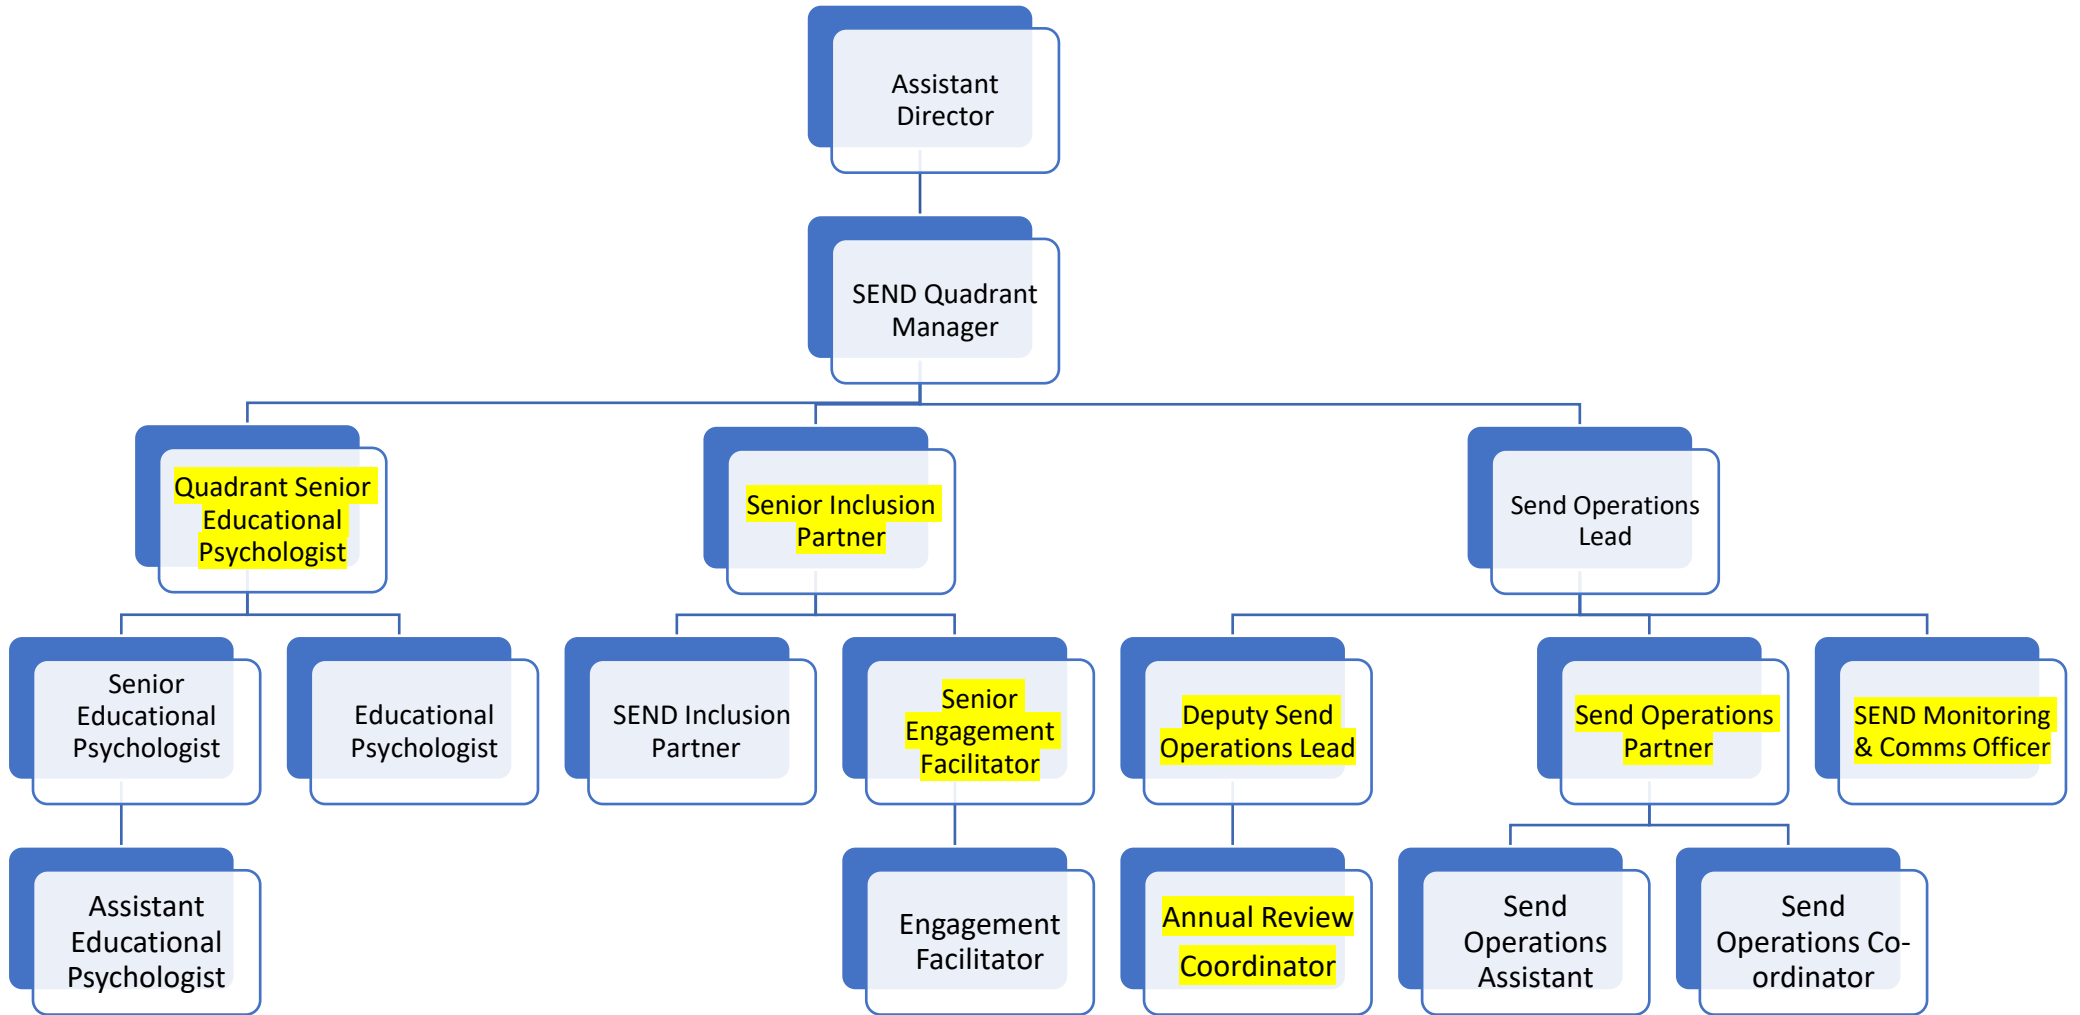 Assistant
Director
SEND Quadrant
Manager
Quadrant Senior
Educational
Psychologist
Senior Inclusion
Partner
Send Operations
Lead
Senior
Educational
Psychologist
Educational
Psychologist
SEND Inclusion
Partner
Senior
Engagement
Facilitator
Deputy Send
Operations Lead
Send Operations
Partner
SEND Monitoring
& Comms Officer
Assistant
Educational
Psychologist
Engagement
Facilitator
Annual Review
Coordinator
Send
Operations
Assistant
Send
Operations Co-
ordinator